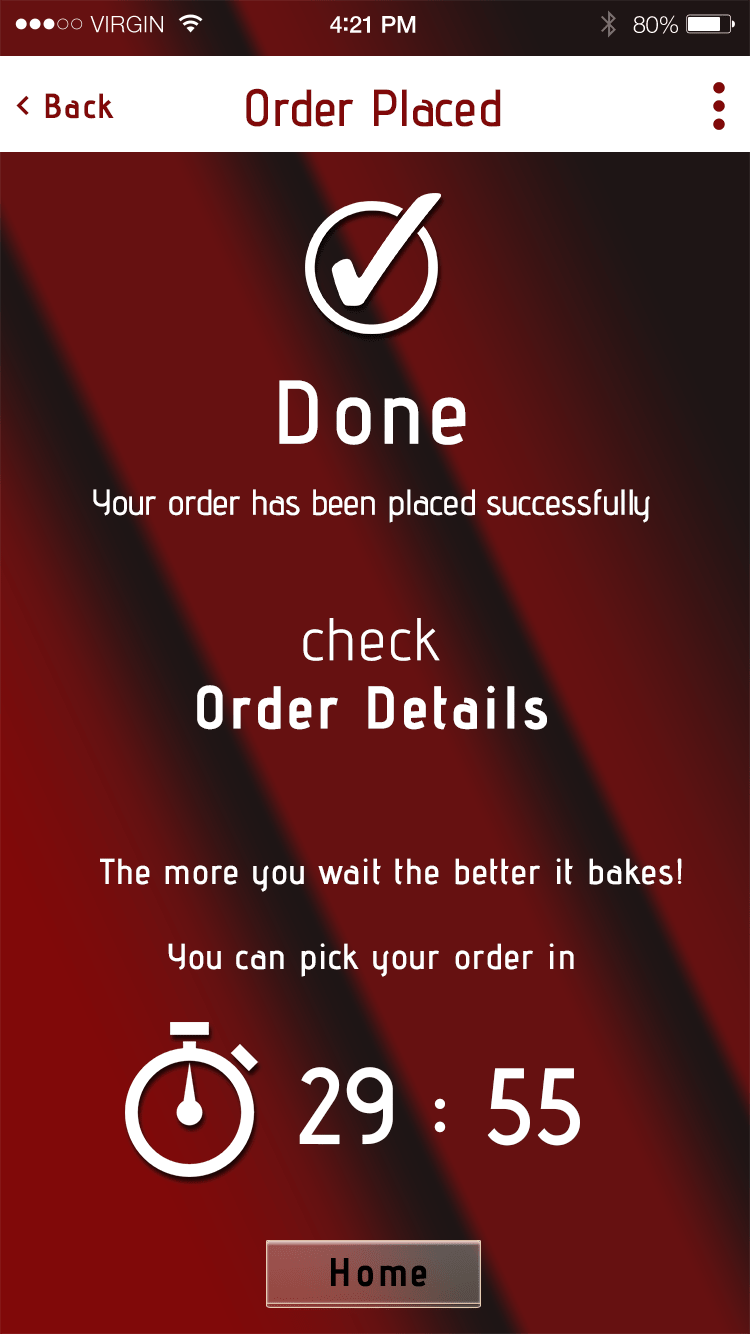 VIRGIN 4:21 PM 80%
< Back Order Placed
Done
Your order has been placed successfully
check
Order Details
The more you wait the better it bakes!
You can pick your order in
29 : 55
Home